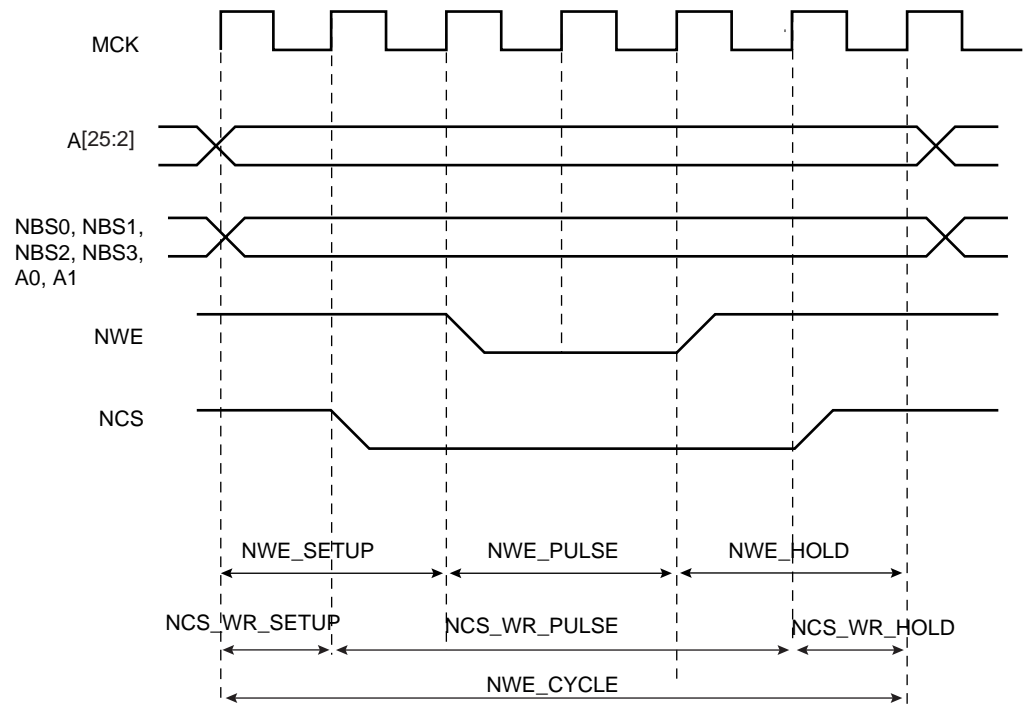 MCK
A[25:2]
NBS0, NBS1,
NBS2, NBS3,
A0, A1
NWE
NCS
NWE_SETUP
NWE_PULSE
NWE_HOLD
NCS_WR_SETUP
NCS_WR_PULSE
NCS_WR_HOLD
NWE_CYCLE